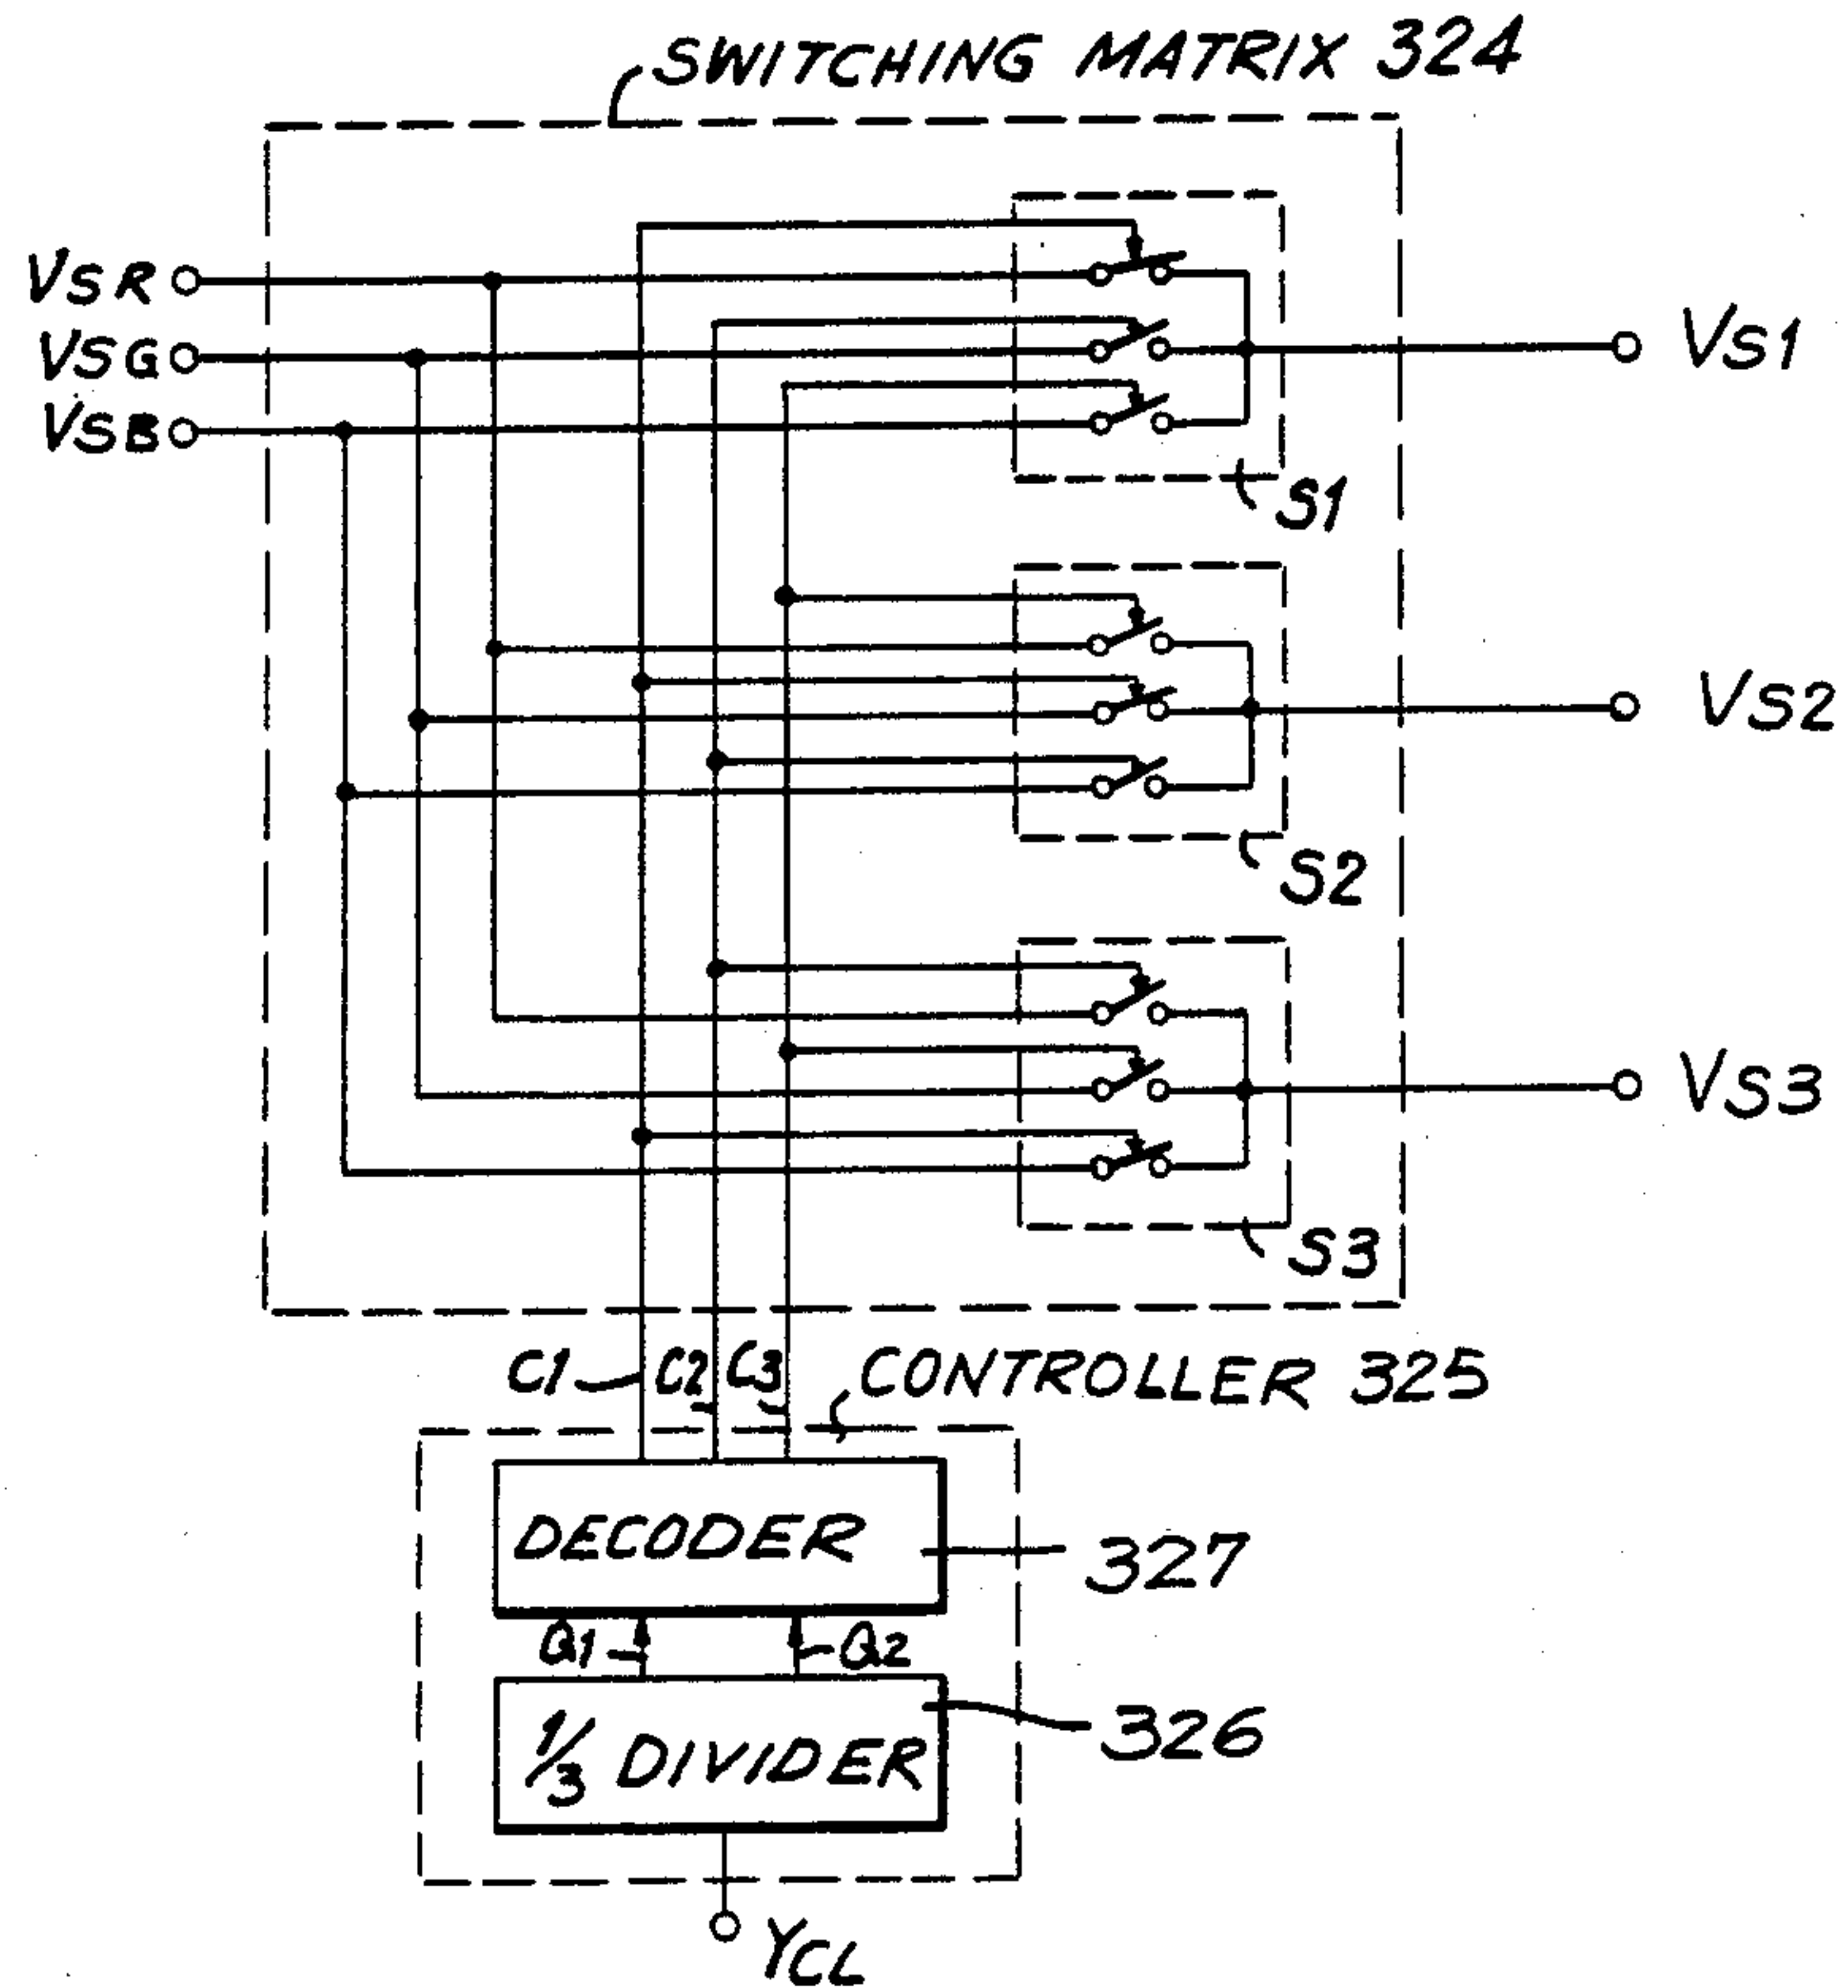 SWITCHING MATRIX 324
VSR
VSG
VSB
VS1
S1
VS2
S2
VS3
S3
C1 C2 C3 CONTROLLER 325
DECODER 327
Q1 Q2
1/3 DIVIDER 326
YCL